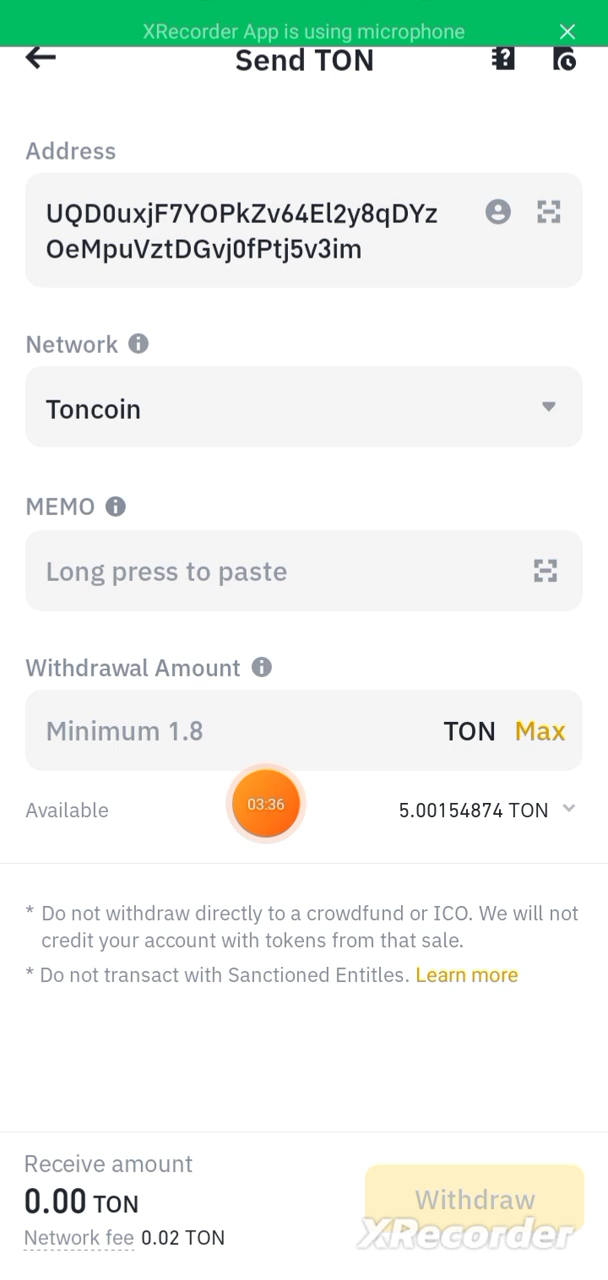 XRecorder App is using microphone
Send TON
Address
UQD0uxjF7YOPkZv64El2y8qDYz
OeMpuVztDGvj0fPtj5v3im
Network
Toncoin
MEMO
Long press to paste
Withdrawal Amount
Minimum 1.8 TON Max
Available 03:36 5.00154874 TON
* Do not withdraw directly to a crowdfund or ICO. We will not
credit your account with tokens from that sale.
* Do not transact with Sanctioned Entities. Learn more
Receive amount
0.00 TON
Withdraw
Network fee 0.02 TON
XRecorder